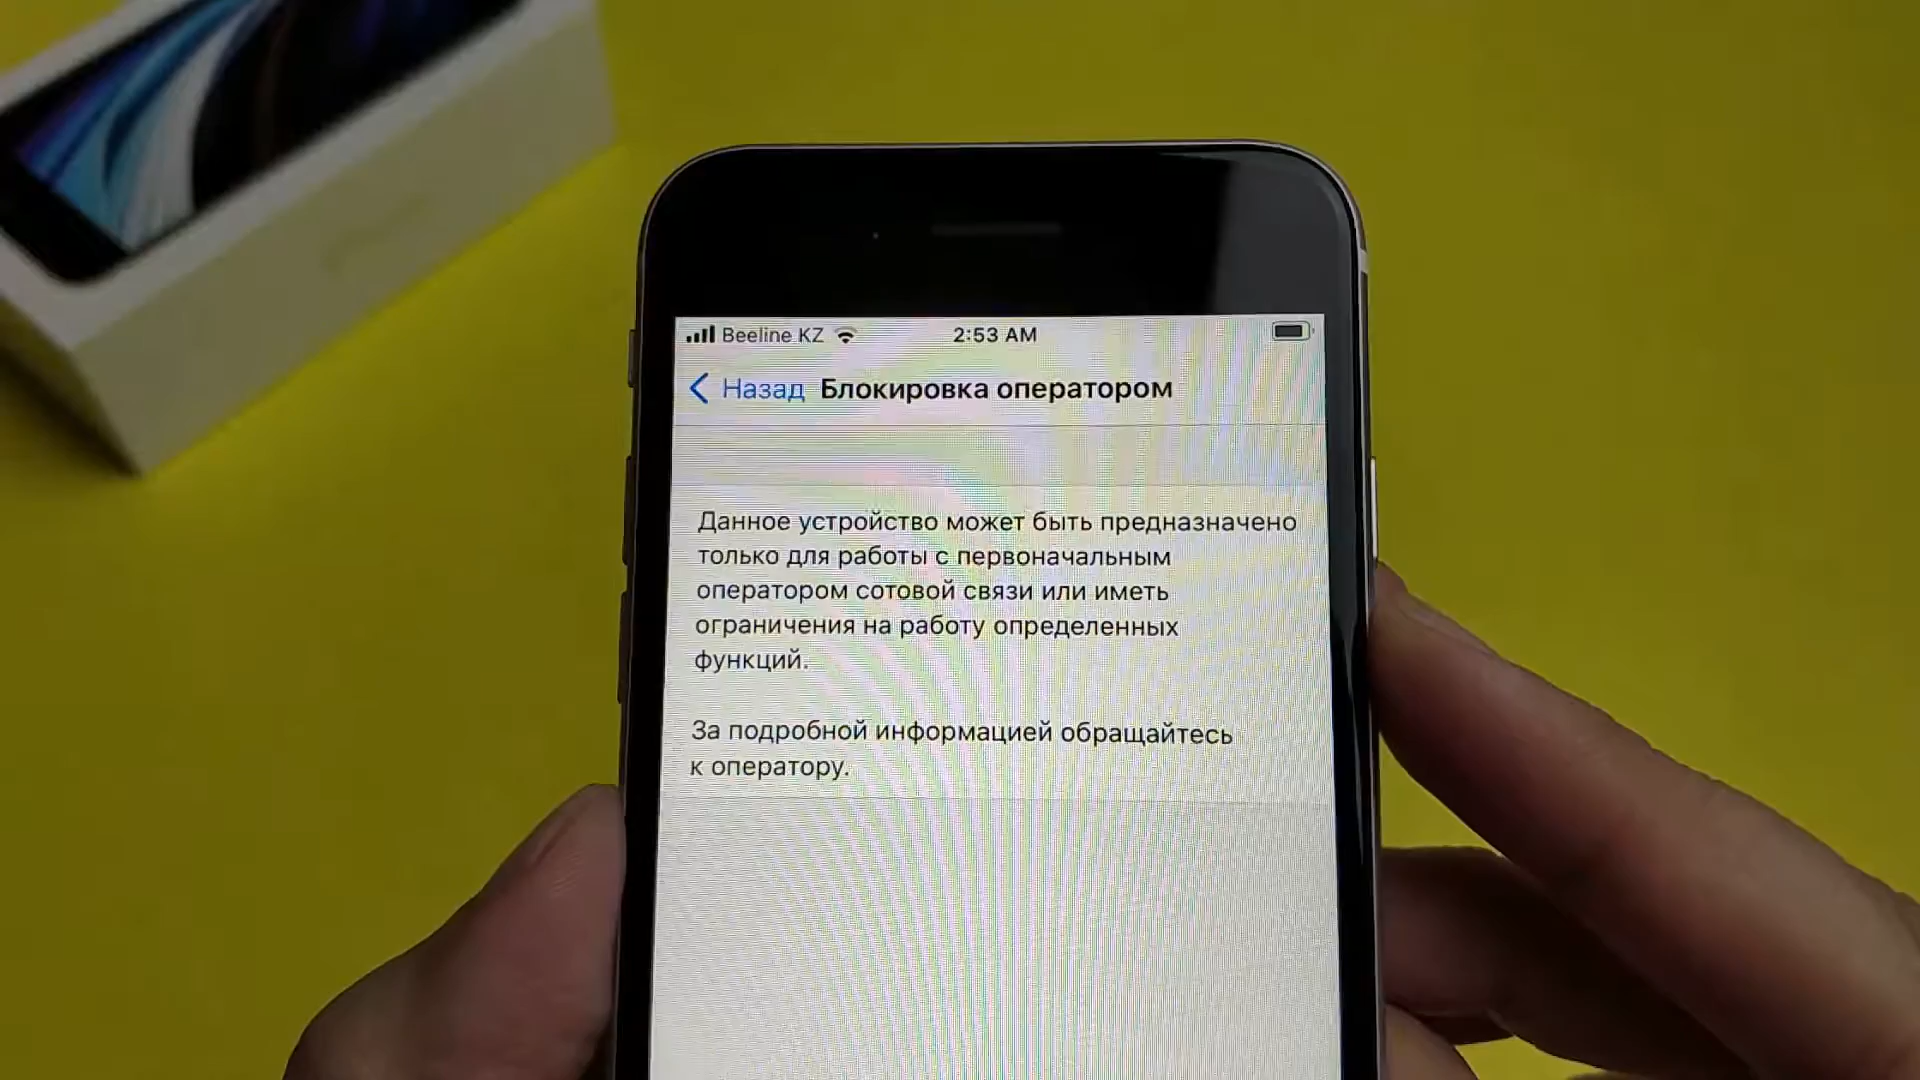 Beeline KZ 2:53 AM
Назад Блокировка оператором
Данное устройство может быть предназначено
только для работы с первоначальным
оператором сотовой связи или иметь
ограничения на работу определенных
функций.
За подробной информацией обращайтесь
к оператору.